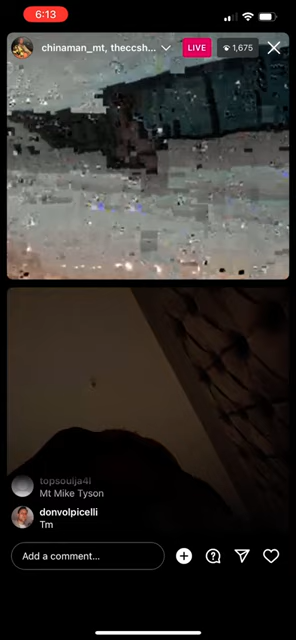 6:13
chinaman_mt, theccsh...
LIVE
1,675
topsoulja4l
Mt Mike Tyson
donvolpicelli
Tm
Add a comment...